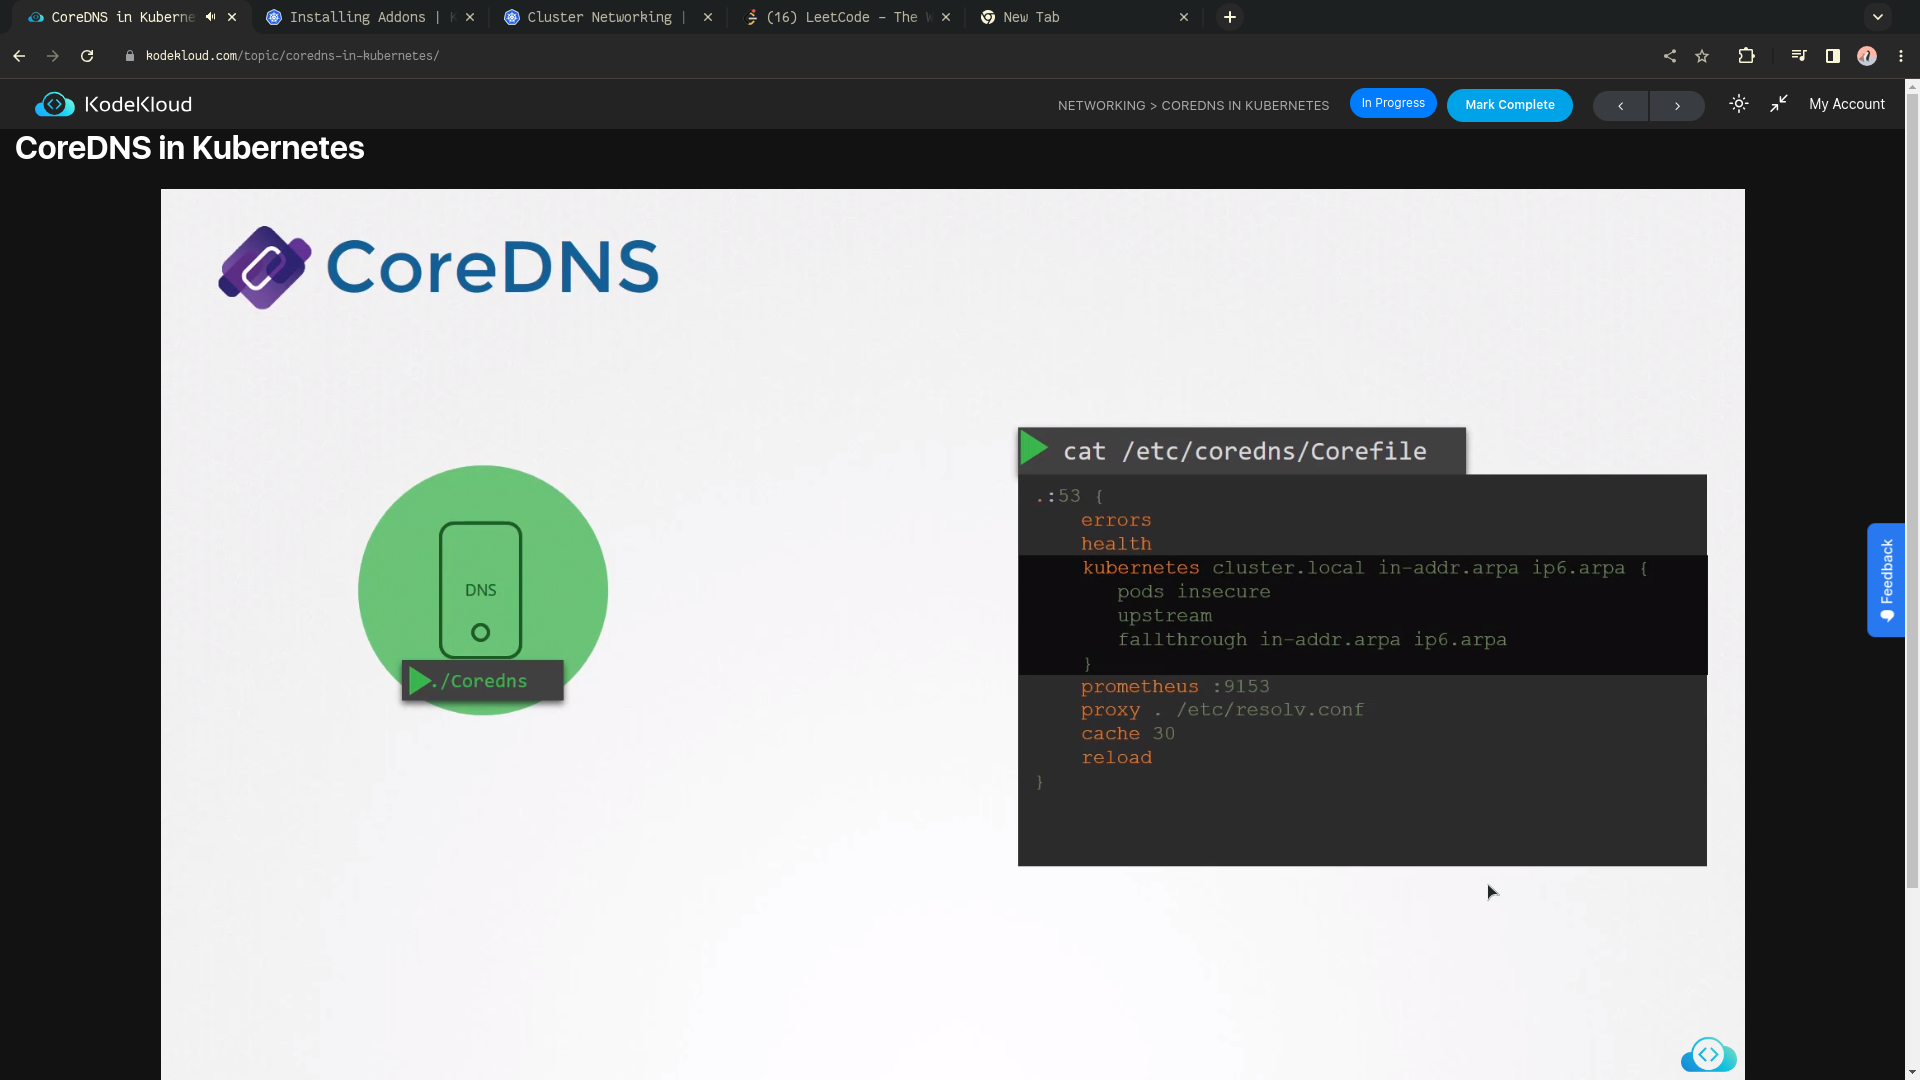 CoreDNS in Kuberne
Installing Addons | K
Cluster Networking |
(16) LeetCode - The W
New Tab
kodekloud.com/topic/coredns-in-kubernetes/
KodeKloud
NETWORKING > COREDNS IN KUBERNETES
In Progress
Mark Complete
My Account
CoreDNS in Kubernetes
CoreDNS
cat /etc/coredns/Corefile
.:53 {
errors
health
kubernetes cluster.local in-addr.arpa ip6.arpa {
pods insecure
upstream
fallthrough in-addr.arpa ip6.arpa
}
prometheus :9153
proxy . /etc/resolv.conf
cache 30
reload
}
DNS
./Coredns
Feedback